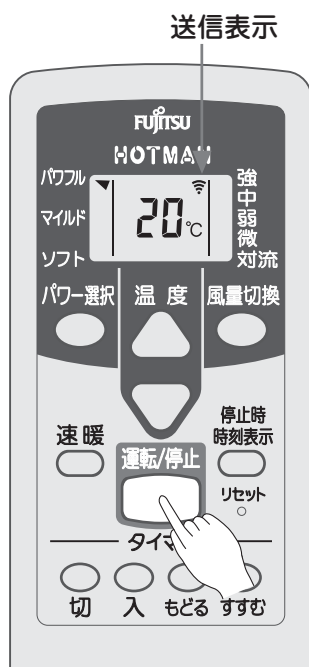 送信表示
FUJITSU
HOTMAN
パワフル
マイルド
ソフト
20℃
強
中
弱
微
対流
パワー選択
温度
風量切換
速暖
運転/停止
停止時
時刻表示
リセット
タイマ
切
入
もどる
すすむ